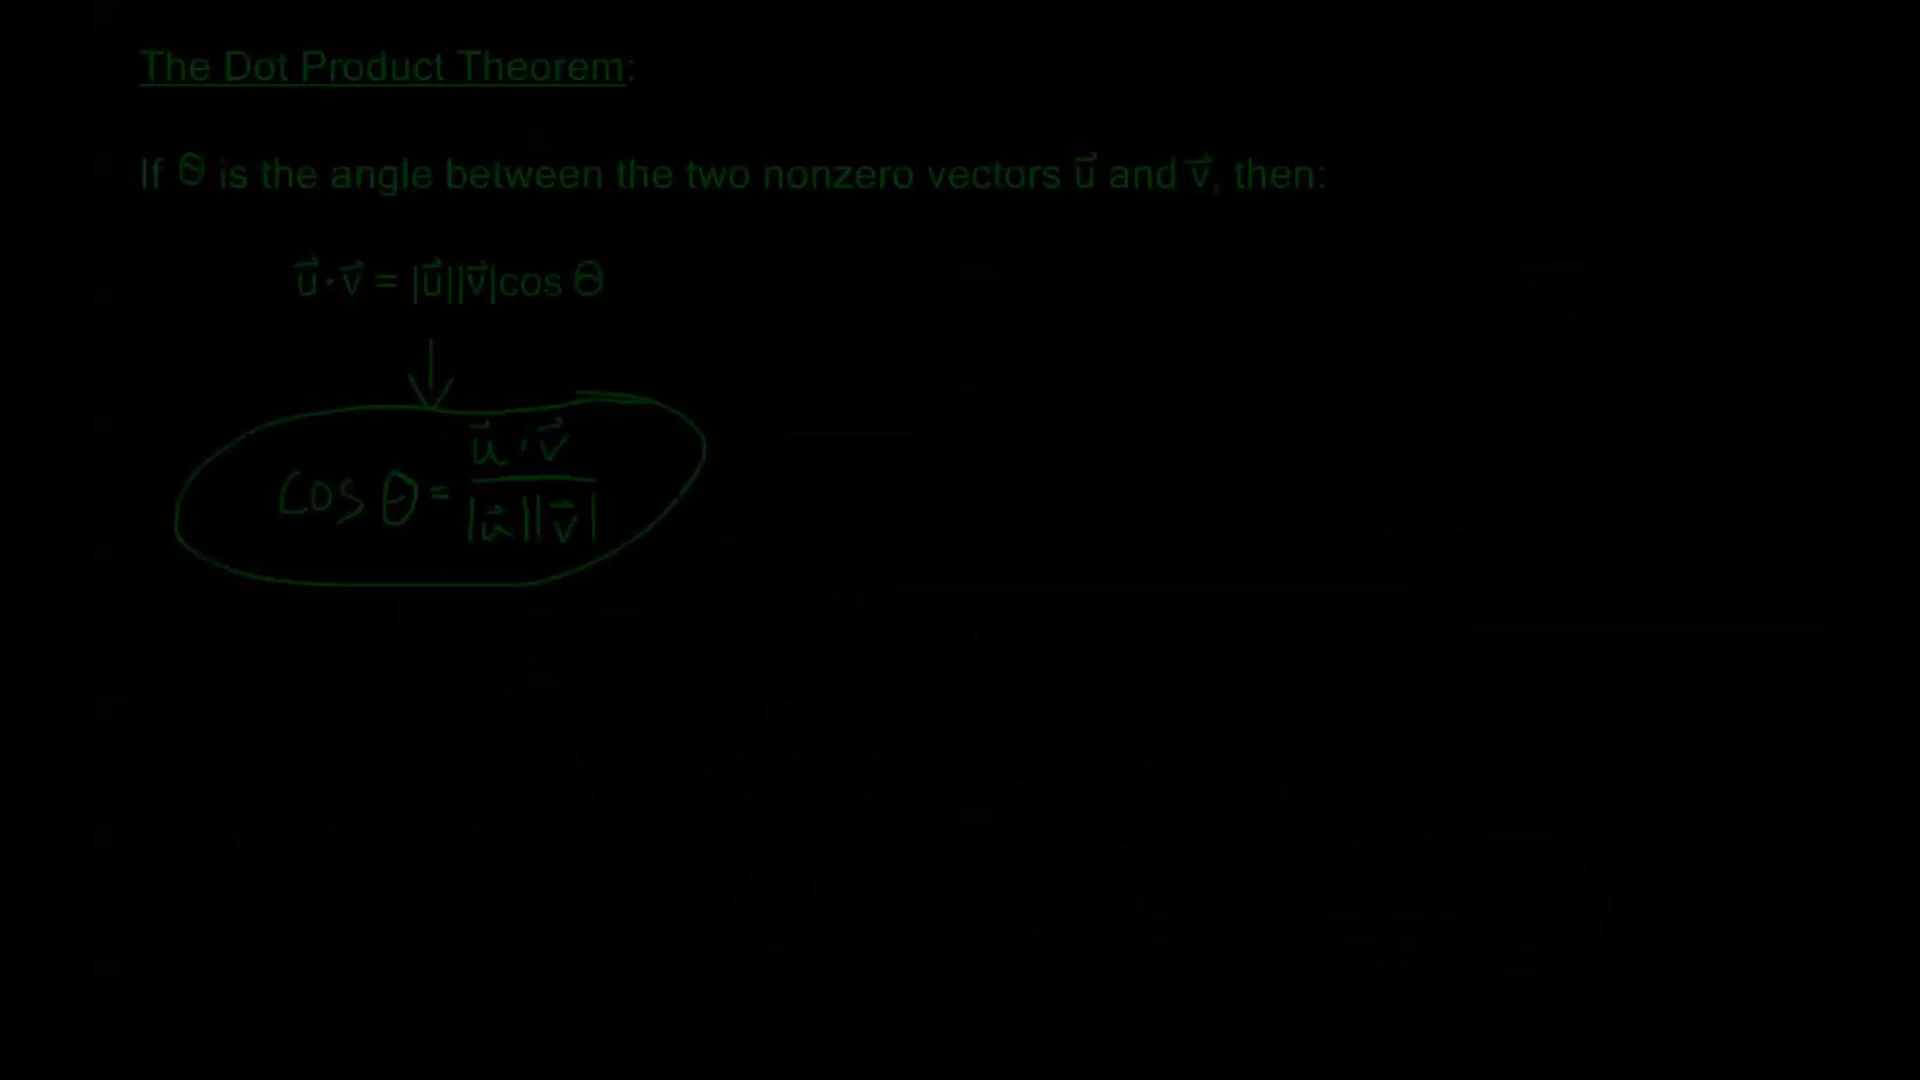 The Dot Product Theorem:
If θ is the angle between the two nonzero vectors u⃗ and v⃗, then:
u⃗ · v⃗ = |u⃗||v⃗|cos θ
↓
cos θ = u⃗ · v⃗ / |u⃗||v⃗|